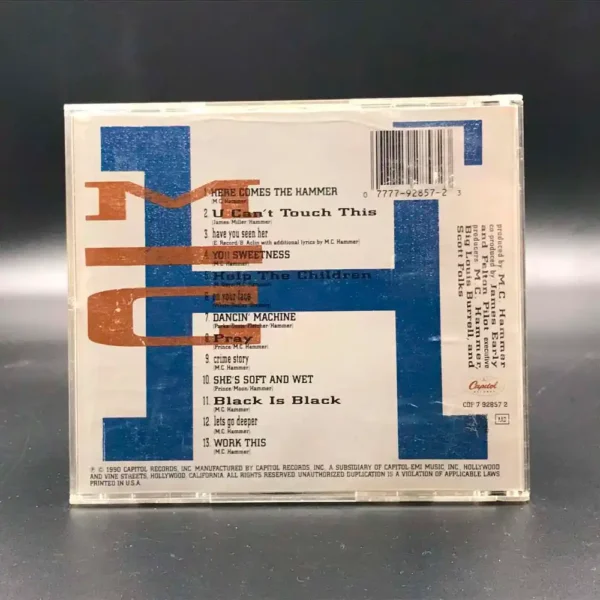 M.C.
H
0 7777-92857-2 3
1 HERE COMES THE HAMMER
(M.C. Hammer)
2. U Can't Touch This
(James/Miller/Hammer)
3. have you seen her
(E. Record/B. Acklin with additional lyrics by M.C. Hammer)
4. YOU SWEETNESS
(M.C. Hammer)
5. Help The Children
6 on your face
7 DANCIN' MACHINE
8 Pray
(Prince/M.C. Hammer)
9. crime story
(M.C. Hammer)
10. SHE'S SOFT AND WET
(Prince/Moon/Hammer)
11. Black Is Black
(M.C. Hammer)
12. lets go deeper
(M.C. Hammer)
13. WORK THIS
(M.C. Hammer)
produced by M.C. Hammer
co produced by James Early
and Felton Pilot executive
producers M.C. Hammer,
Big Louis Burrell, and
Scott Folks
Capitol
CDP 7 92857 2
℗ © 1990 CAPITOL RECORDS, INC. MANUFACTURED BY CAPITOL RECORDS, INC. A SUBSIDIARY OF CAPITOL-EMI MUSIC, INC., HOLLYWOOD
AND VINE STREETS, HOLLYWOOD, CALIFORNIA. ALL RIGHTS RESERVED. UNAUTHORIZED DUPLICATION IS A VIOLATION OF APPLICABLE LAWS
PRINTED IN U.S.A.